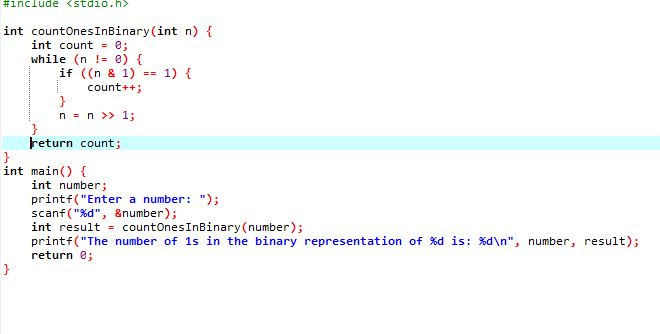 #include <stdio.h>
int countOnesInBinary(int n) {
int count = 0;
while (n != 0) {
if ((n & 1) == 1) {
count++;
}
n = n >> 1;
}
return count;
}
int main() {
int number;
printf("Enter a number: ");
scanf("%d", &number);
int result = countOnesInBinary(number);
printf("The number of 1s in the binary representation of %d is: %d\n", number, result);
return 0;
}